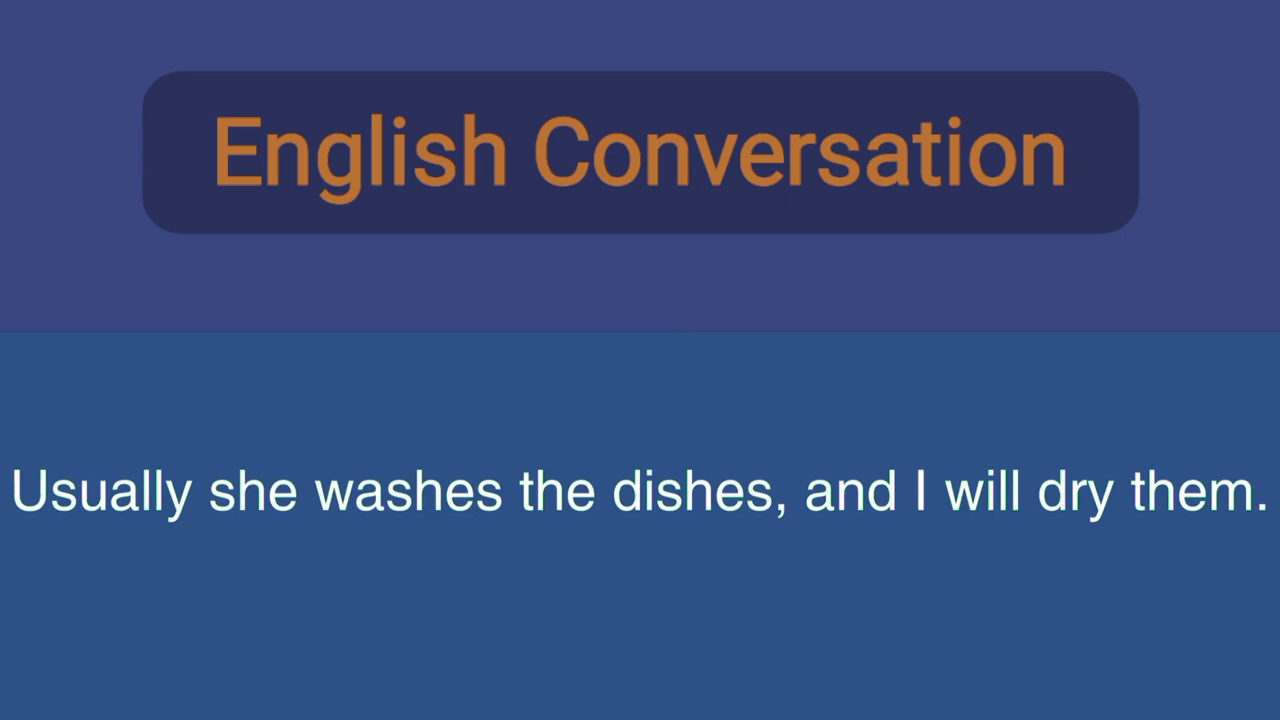 English Conversation
Usually she washes the dishes, and I will dry them.